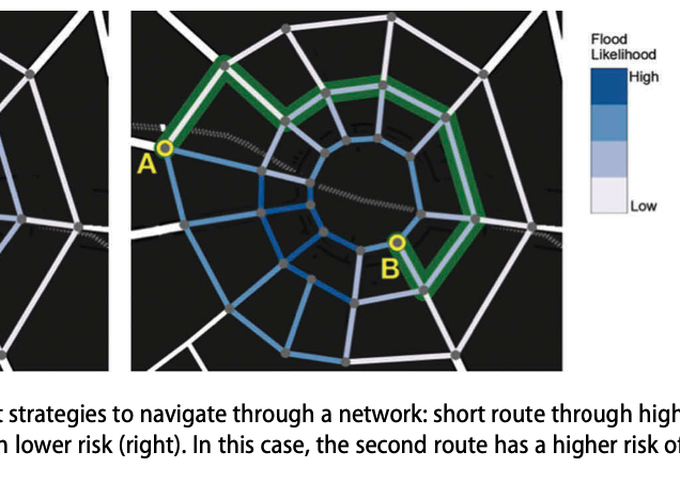 Flood
Likelihood
High
Low
A
B
t strategies to navigate through a network: short route through high
n lower risk (right). In this case, the second route has a higher risk of